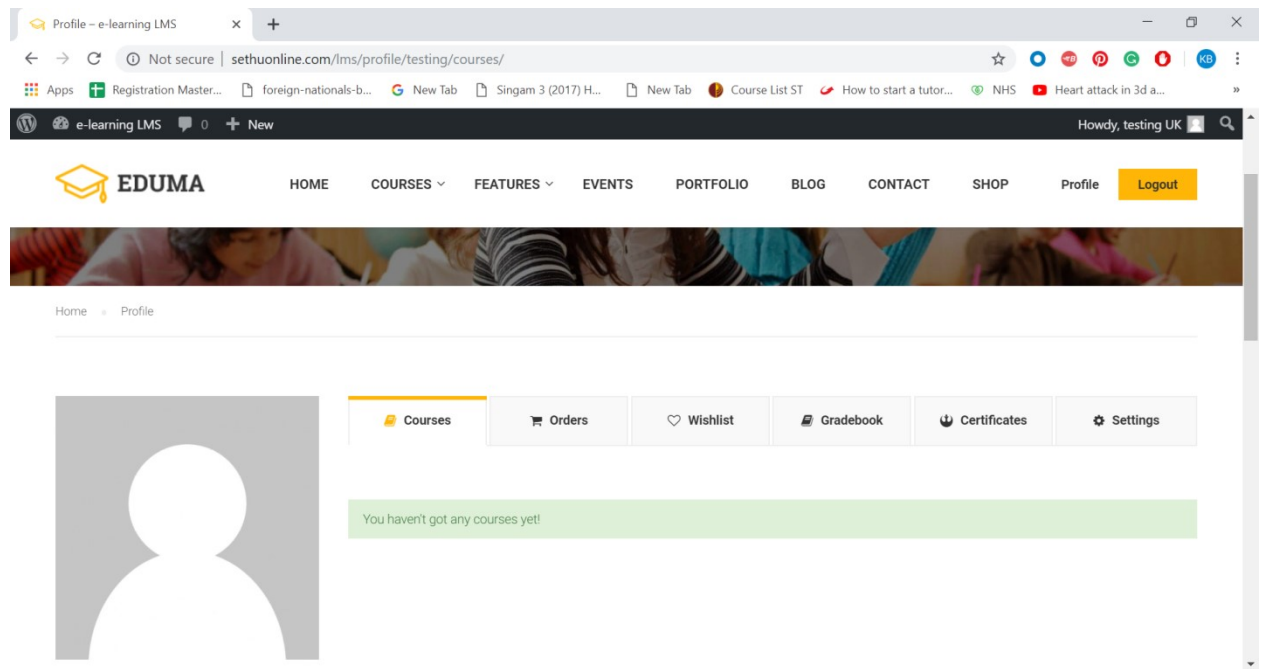 Profile – e-learning LMS
Not secure | sethuonline.com/lms/profile/testing/courses/
KB
Apps Registration Master... foreign-nationals-b... New Tab Singam 3 (2017) H... New Tab Course List ST How to start a tutor... NHS Heart attack in 3d a... »
e-learning LMS 0 + New Howdy, testing UK
EDUMA HOME COURSES FEATURES EVENTS PORTFOLIO BLOG CONTACT SHOP Profile Logout
Home » Profile
Courses Orders Wishlist Gradebook Certificates Settings
You haven't got any courses yet!